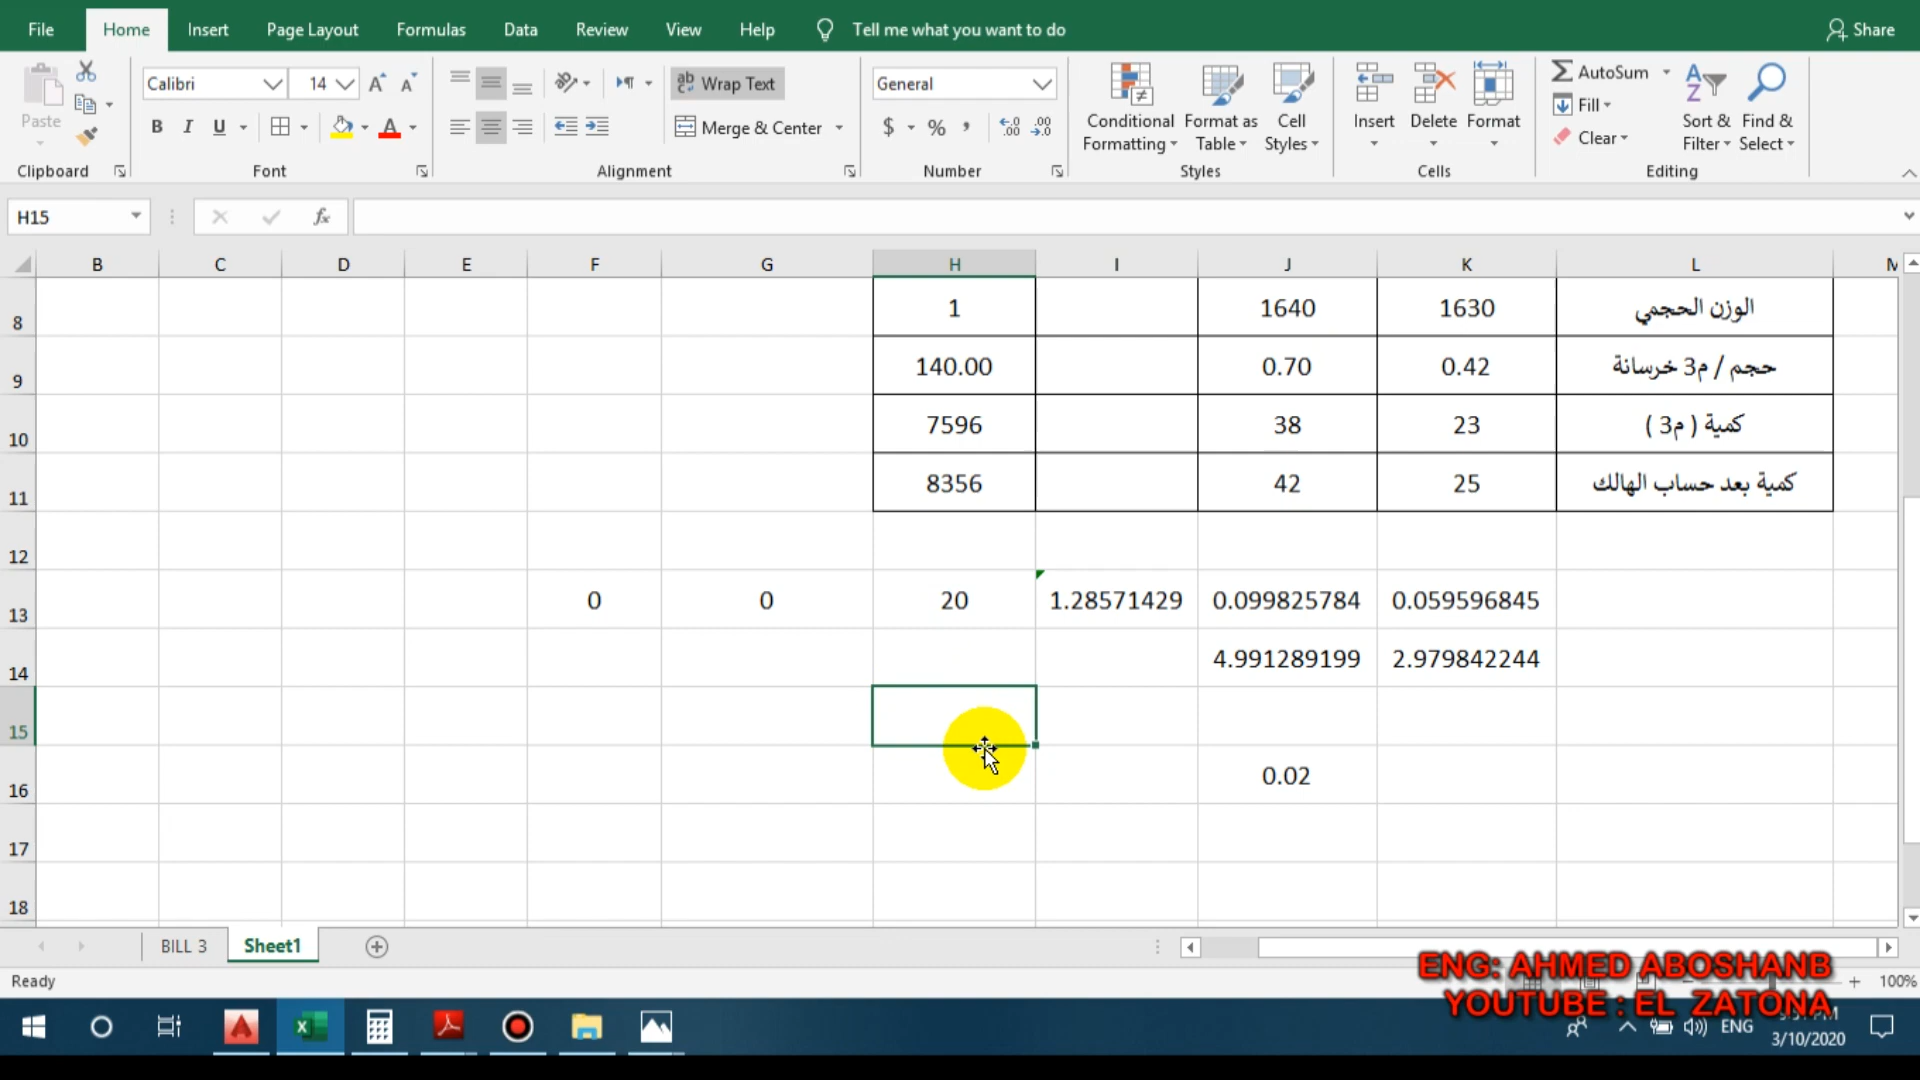 File Home Insert Page Layout Formulas Data Review View Help Tell me what you want to do Share
Calibri 14 Wrap Text General AutoSum
Paste Conditional Formatting Format as Table Cell Styles Insert Delete Format Fill Sort & Filter Find & Select
B I U Merge & Center $ % , Clear
Clipboard Font Alignment Number Styles Cells Editing
H15 fx
B C D E F G H I J K L
8 1 1640 1630 الوزن الحجمي
9 140.00 0.70 0.42 حجم / م3 خرسانة
10 7596 38 23 كمية ( م3 )
11 8356 42 25 كمية بعد حساب الهالك
12
13 0 0 20 1.28571429 0.099825784 0.059596845
14 4.991289199 2.979842244
15
16 0.02
17
18
BILL 3 Sheet1
Ready 100%
ENG: AHMED ABOSHANB
YOUTUBE : EL ZATONA
ENG
3/10/2020